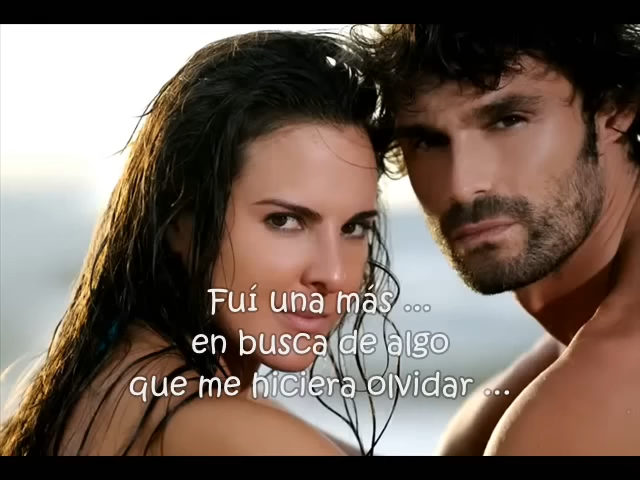 Fuí una más ...
en busca de algo
que me hiciera olvidar ...